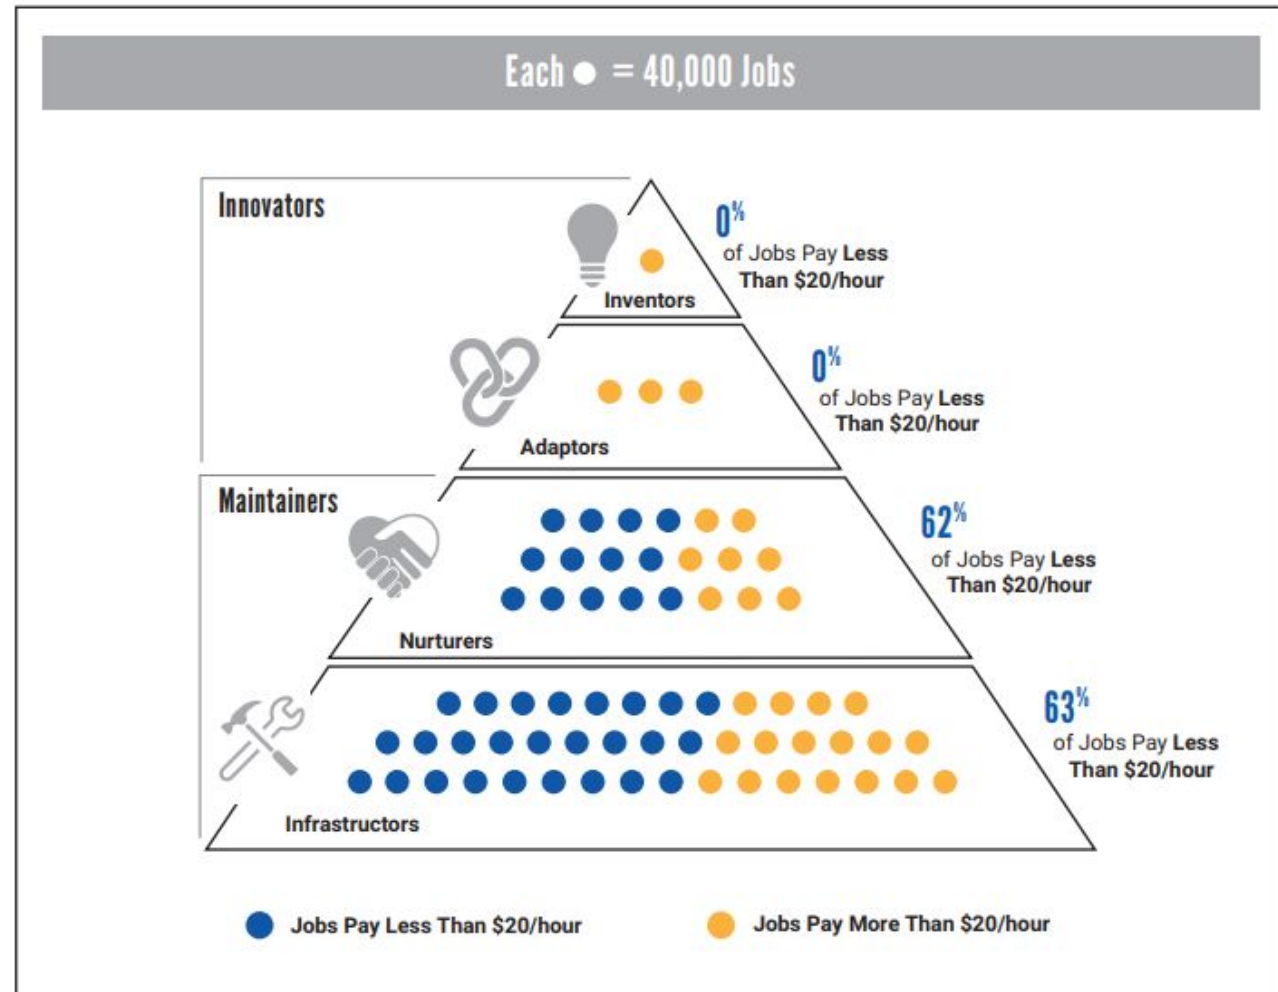 Each = 40,000 Jobs
Innovators
0%
of Jobs Pay Less
Than $20/hour
Inventors
0%
of Jobs Pay Less
Than $20/hour
Adaptors
Maintainers
62%
of Jobs Pay Less
Than $20/hour
Nurturers
63%
of Jobs Pay Less
Than $20/hour
Infrastructors
Jobs Pay Less Than $20/hour
Jobs Pay More Than $20/hour